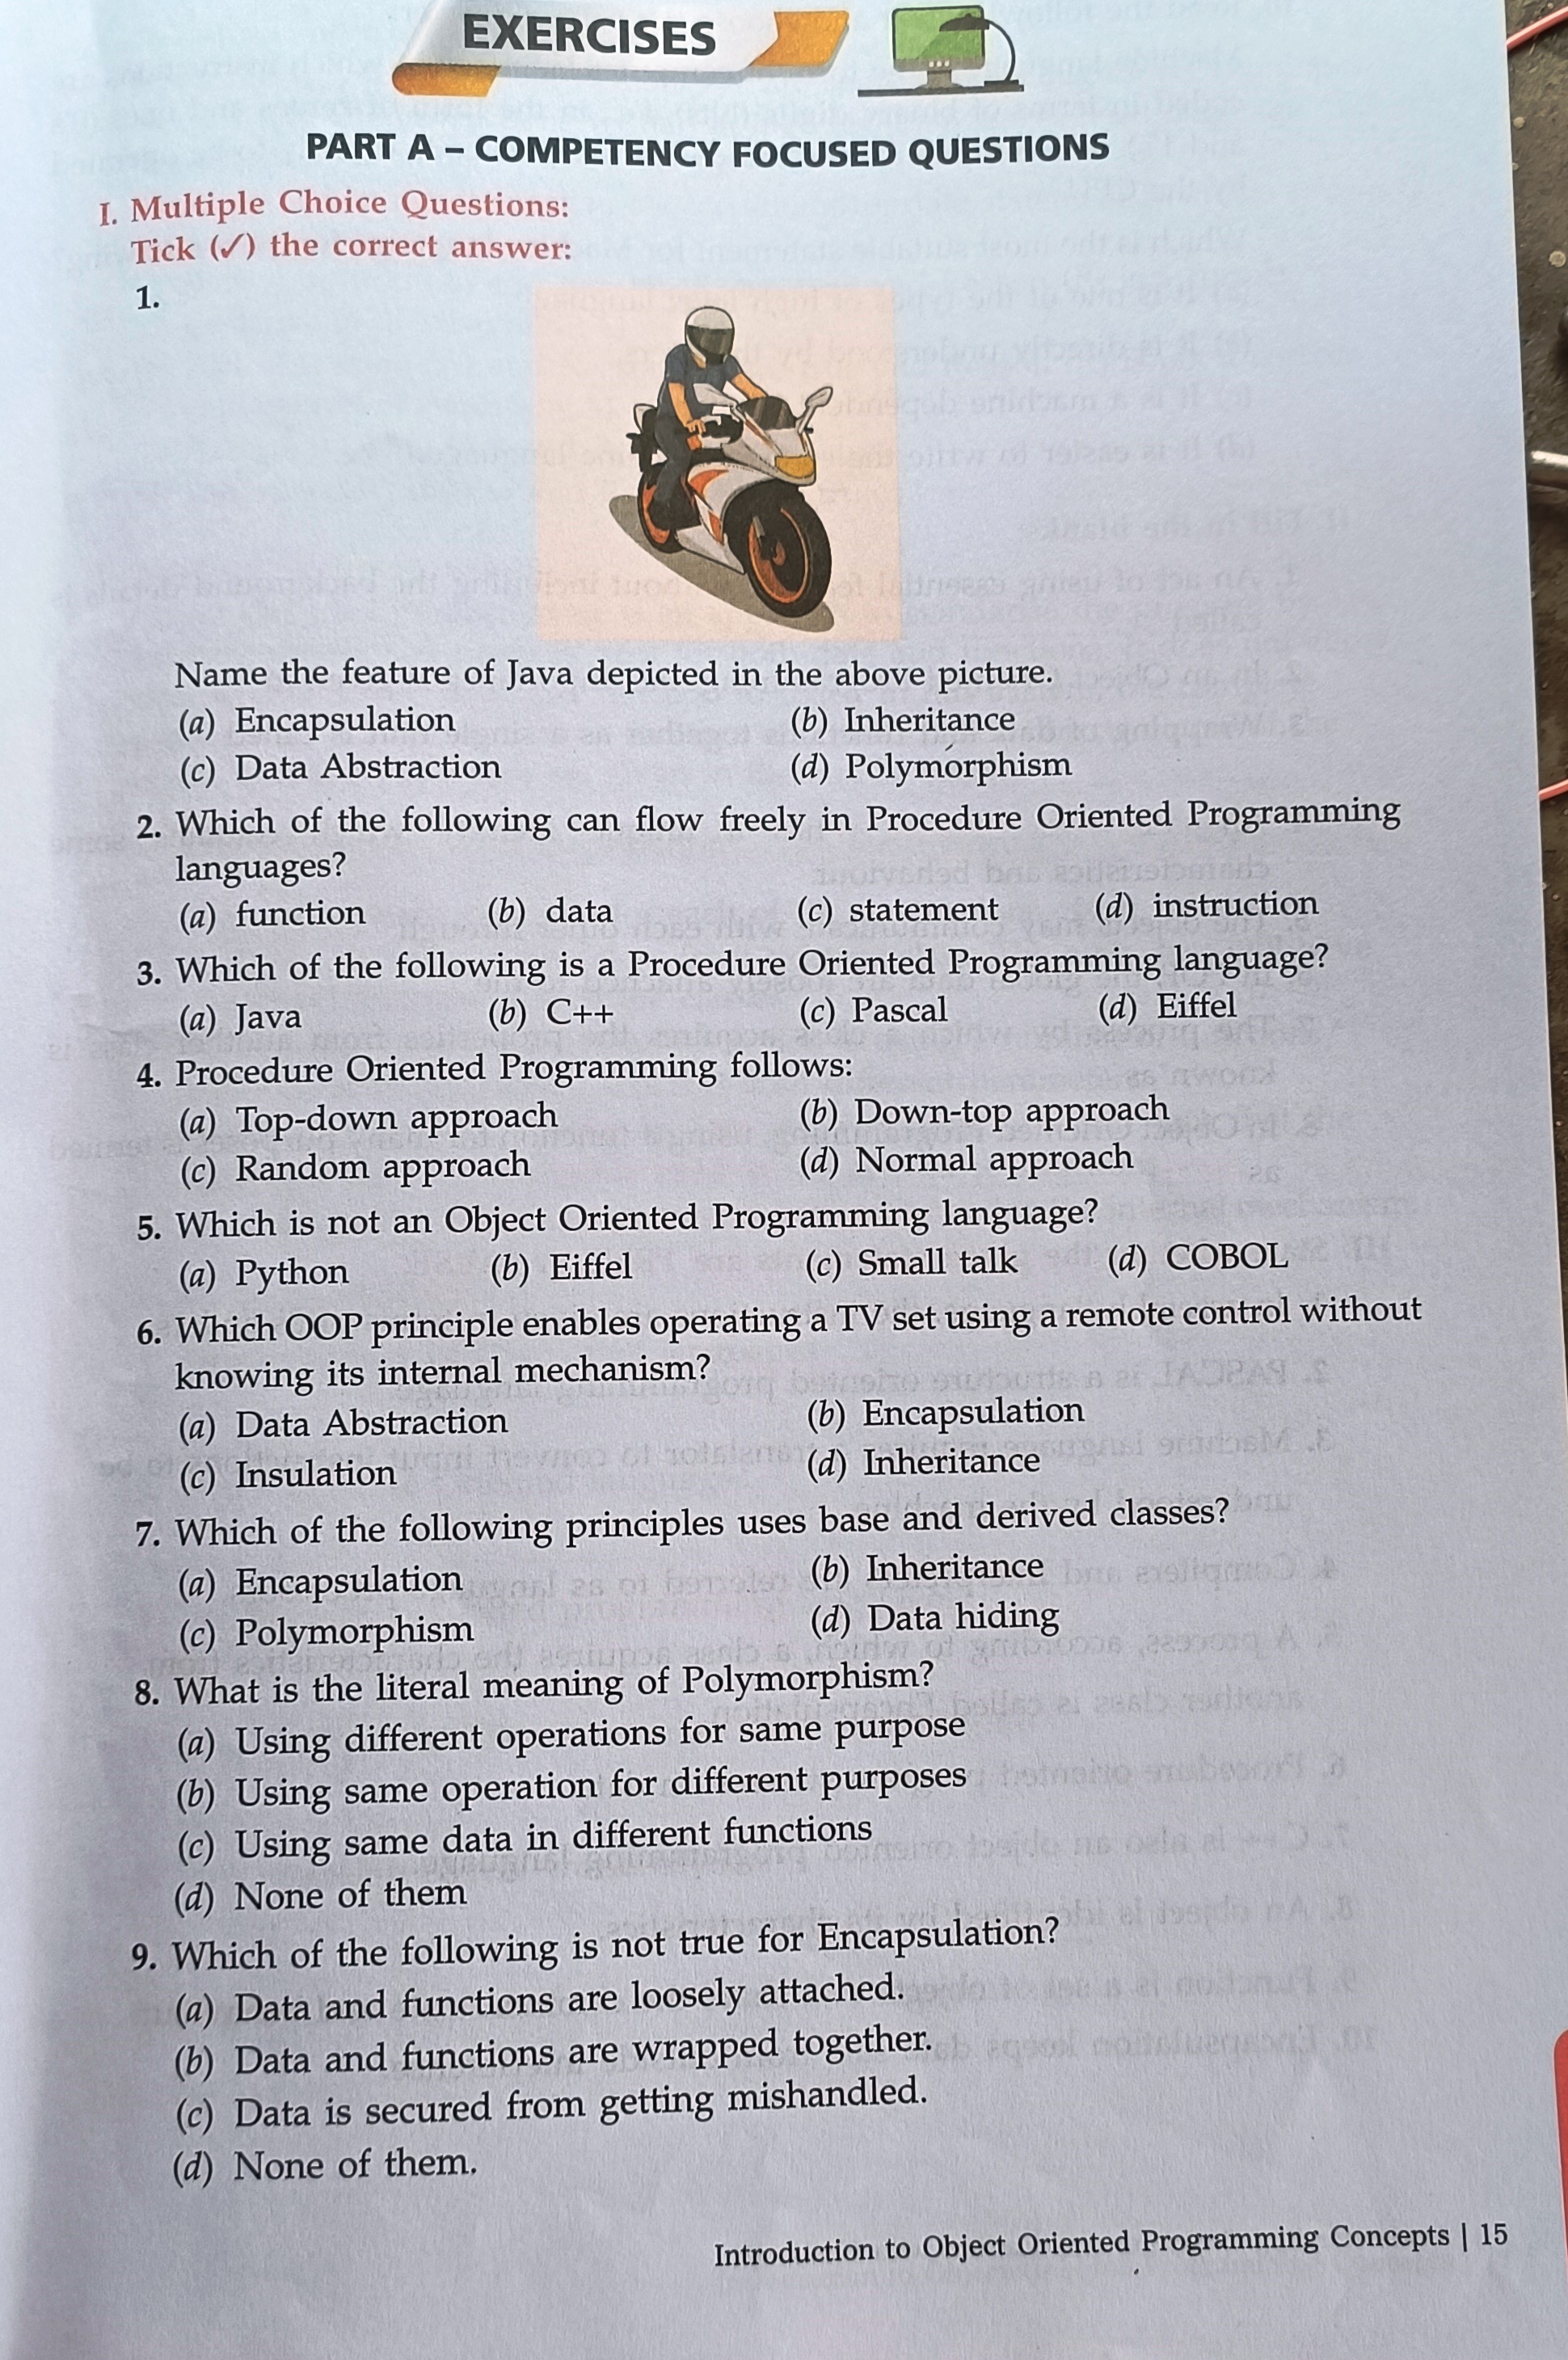 EXERCISES
PART A – COMPETENCY FOCUSED QUESTIONS
I. Multiple Choice Questions:
Tick (✓) the correct answer:
1.
Name the feature of Java depicted in the above picture.
(a) Encapsulation (b) Inheritance
(c) Data Abstraction (d) Polymorphism
2. Which of the following can flow freely in Procedure Oriented Programming
languages?
(a) function (b) data (c) statement (d) instruction
3. Which of the following is a Procedure Oriented Programming language?
(a) Java (b) C++ (c) Pascal (d) Eiffel
4. Procedure Oriented Programming follows:
(a) Top-down approach (b) Down-top approach
(c) Random approach (d) Normal approach
5. Which is not an Object Oriented Programming language?
(a) Python (b) Eiffel (c) Small talk (d) COBOL
6. Which OOP principle enables operating a TV set using a remote control without
knowing its internal mechanism?
(a) Data Abstraction (b) Encapsulation
(c) Insulation (d) Inheritance
7. Which of the following principles uses base and derived classes?
(a) Encapsulation (b) Inheritance
(c) Polymorphism (d) Data hiding
8. What is the literal meaning of Polymorphism?
(a) Using different operations for same purpose
(b) Using same operation for different purposes
(c) Using same data in different functions
(d) None of them
9. Which of the following is not true for Encapsulation?
(a) Data and functions are loosely attached.
(b) Data and functions are wrapped together.
(c) Data is secured from getting mishandled.
(d) None of them.
Introduction to Object Oriented Programming Concepts | 15